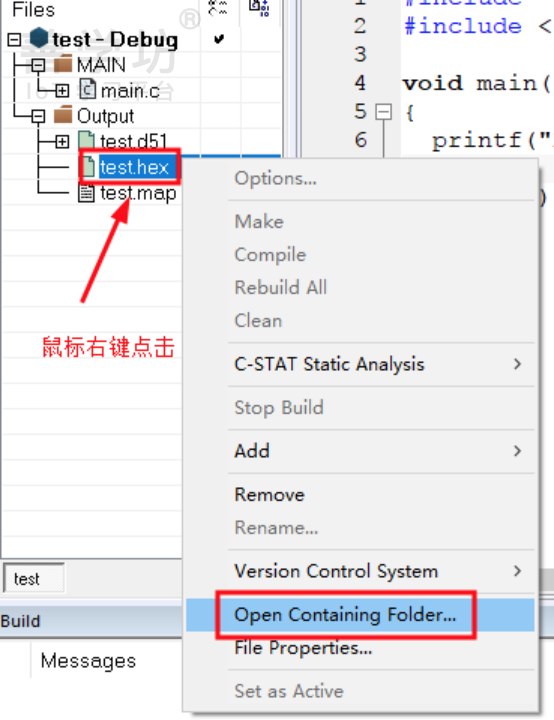 Files
test - Debug
MAIN
main.c
Output
test.d51
test.hex
test.map
鼠标右键点击
1
2 #include <
3
4 void main(
5 {
6 printf("
)
Options...
Make
Compile
Rebuild All
Clean
C-STAT Static Analysis
Stop Build
Add
Remove
Rename...
Version Control System
Open Containing Folder...
File Properties...
Set as Active
test
Build
Messages